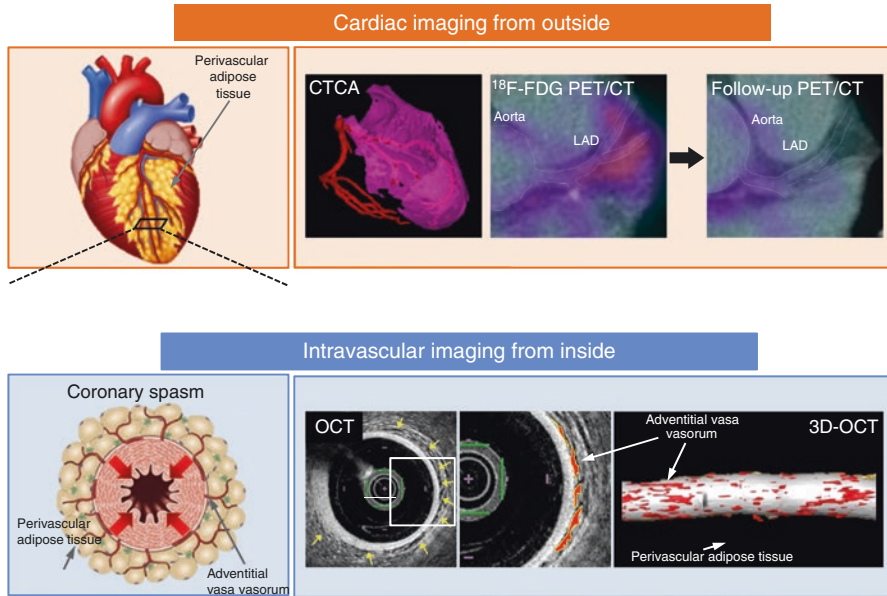 Cardiac imaging from outside
Perivascular
adipose
tissue
CTCA
¹⁸F-FDG PET/CT
Aorta
LAD
Follow-up PET/CT
Aorta
LAD
Intravascular imaging from inside
Coronary spasm
Perivascular
adipose tissue
Adventitial
vasa vasorum
OCT
Adventitial vasa
vasorum
3D-OCT
Perivascular adipose tissue